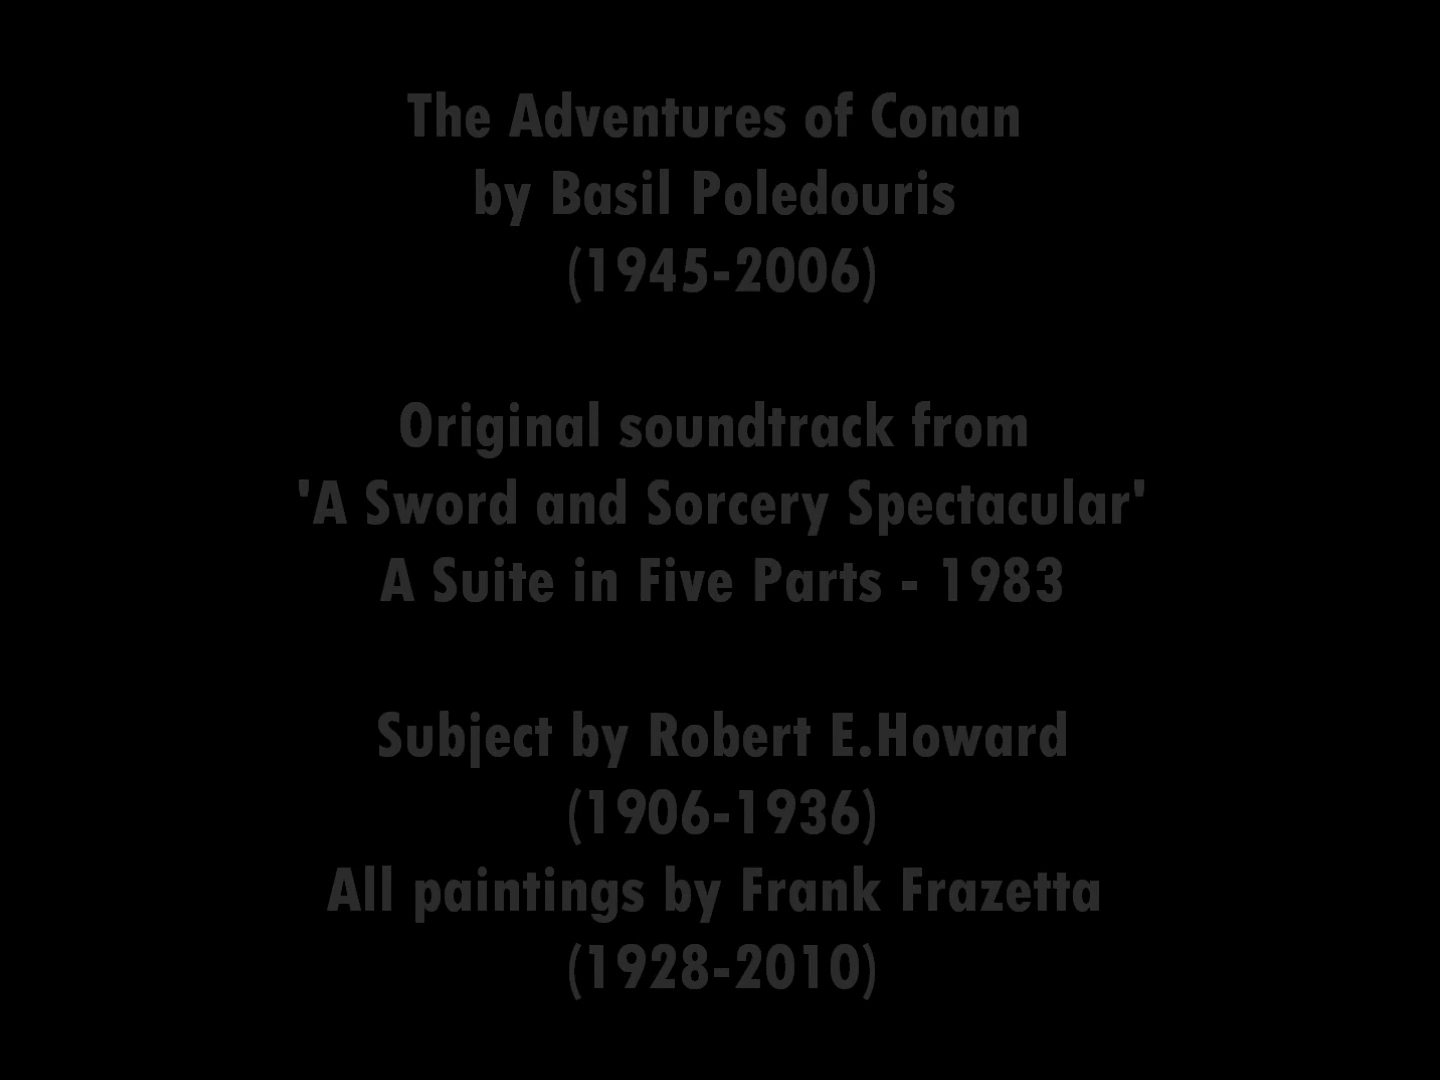 The Adventures of Conan
by Basil Poledouris
(1945-2006)
Original soundtrack from
'A Sword and Sorcery Spectacular'
A Suite in Five Parts - 1983
Subject by Robert E.Howard
(1906-1936)
All paintings by Frank Frazetta
(1928-2010)